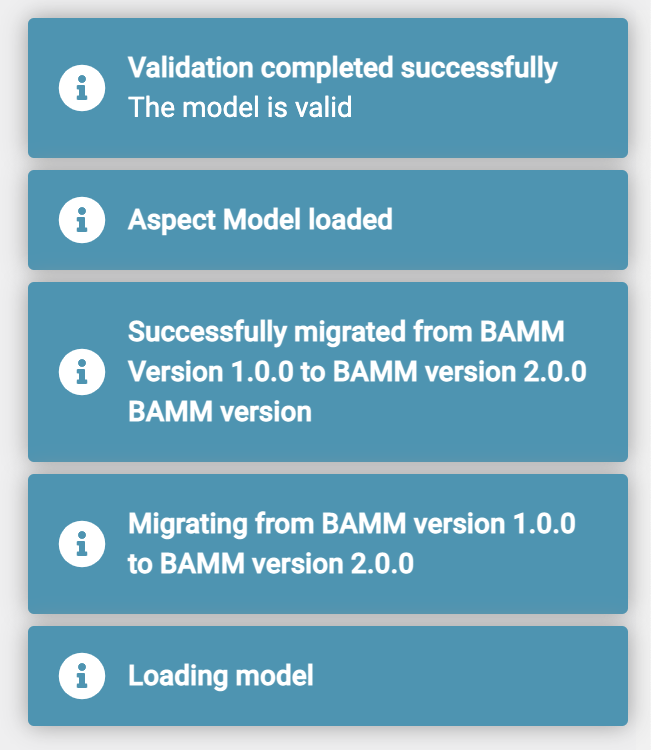 Validation completed successfully
The model is valid
Aspect Model loaded
Successfully migrated from BAMM
Version 1.0.0 to BAMM version 2.0.0
BAMM version
Migrating from BAMM version 1.0.0
to BAMM version 2.0.0
Loading model